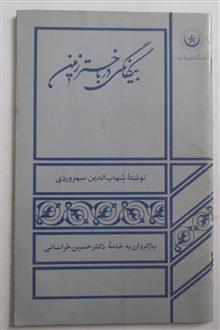 بیگانگی در باختر زمین
نوشتهٔ شهاب‌الدین سهروردی
بازگردان به خامهٔ دکتر حسین خراسانی